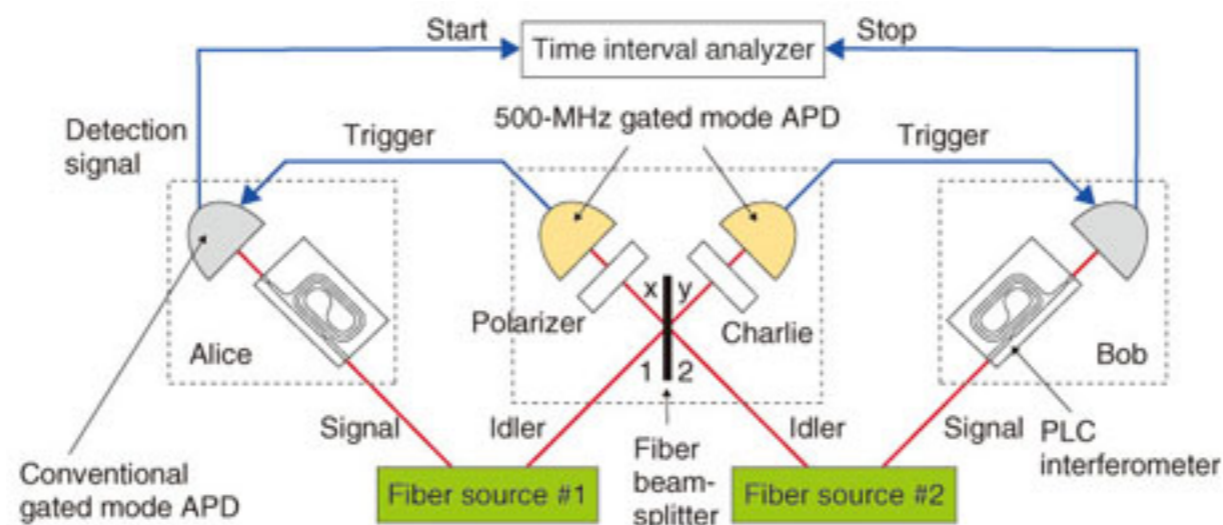 Start
Time interval analyzer
Stop
Detection
signal
Trigger
500-MHz gated mode APD
Trigger
x
y
Polarizer
Charlie
Alice
Bob
1
2
Signal
Idler
Idler
Signal
Fiber
beam-
splitter
PLC
interferometer
Conventional
gated mode APD
Fiber source #1
Fiber source #2